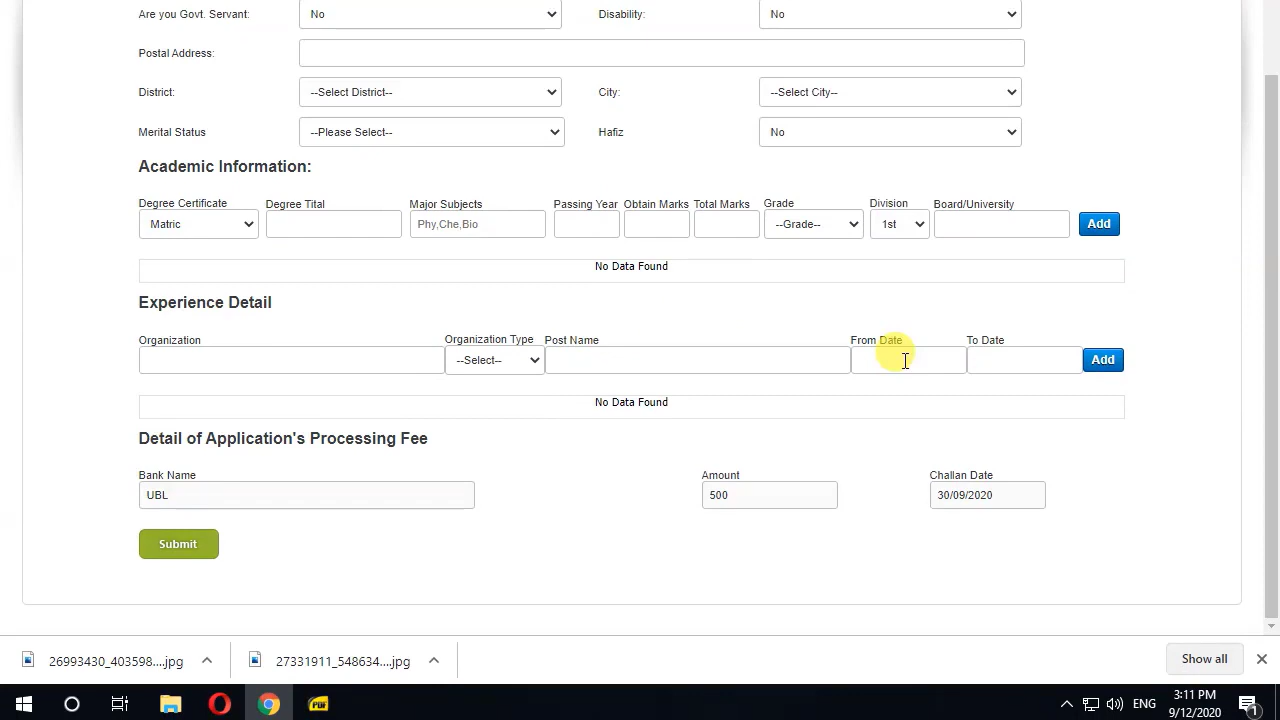 Are you Govt. Servant: No Disability: No
Postal Address:
District: --Select District-- City: --Select City--
Merital Status --Please Select-- Hafiz No
Academic Information:
Degree Certificate Degree Tital Major Subjects Passing Year Obtain Marks Total Marks Grade Division Board/University
Matric Phy,Che,Bio --Grade-- 1st Add
No Data Found
Experience Detail
Organization Organization Type Post Name From Date To Date
--Select-- Add
No Data Found
Detail of Application's Processing Fee
Bank Name Amount Challan Date
UBL 500 30/09/2020
Submit
26993430_403598....jpg 27331911_548634....jpg Show all
PDF ENG 3:11 PM
9/12/2020 1